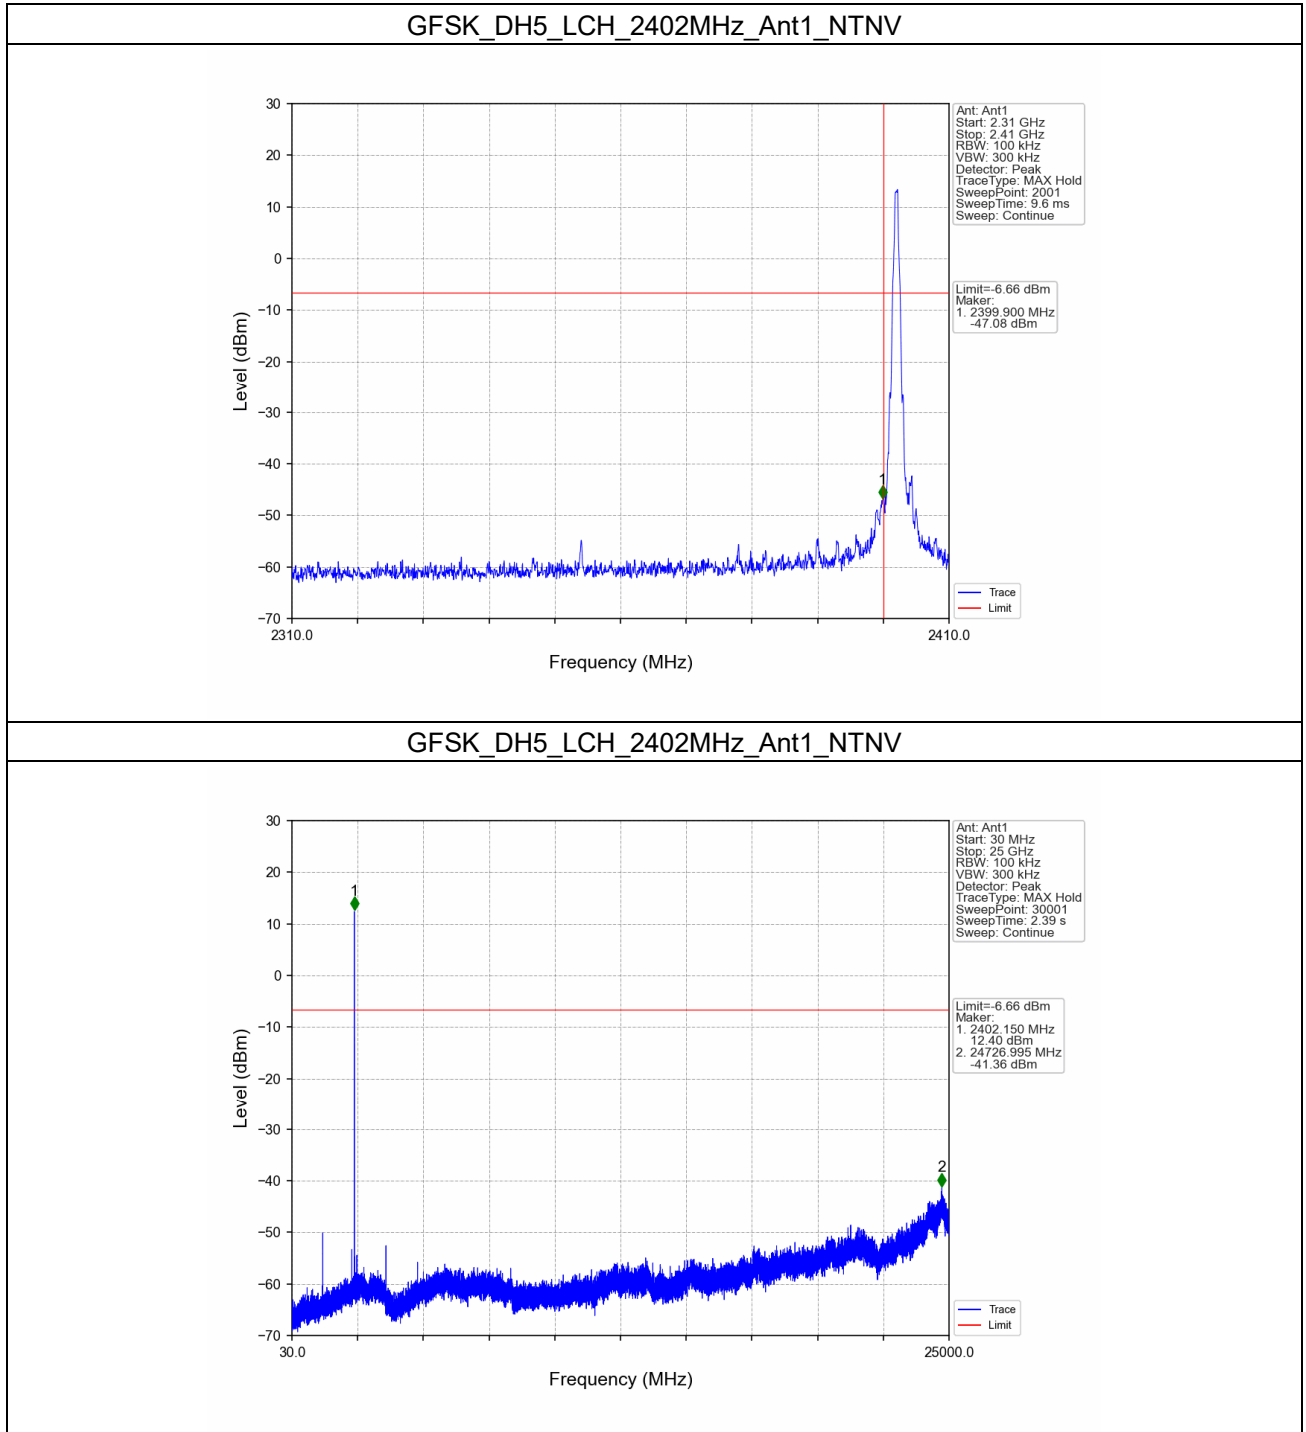 GFSK_DH5_LCH_2402MHz_Ant1_NTNV
30
20
10
0
−10
−20
−30
−40
−50
−60
−70
Level (dBm)
1
2310.0
2410.0
Frequency (MHz)
Ant: Ant1
Start: 2.31 GHz
Stop: 2.41 GHz
RBW: 100 kHz
VBW: 300 kHz
Detector: Peak
TraceType: MAX Hold
SweepPoint: 2001
SweepTime: 9.6 ms
Sweep: Continue
Limit=-6.66 dBm
Maker:
1. 2399.900 MHz
-47.08 dBm
Trace
Limit
GFSK_DH5_LCH_2402MHz_Ant1_NTNV
30
20
10
0
−10
−20
−30
−40
−50
−60
−70
Level (dBm)
1
2
30.0
25000.0
Frequency (MHz)
Ant: Ant1
Start: 30 MHz
Stop: 25 GHz
RBW: 100 kHz
VBW: 300 kHz
Detector: Peak
TraceType: MAX Hold
SweepPoint: 30001
SweepTime: 2.39 s
Sweep: Continue
Limit=-6.66 dBm
Maker:
1. 2402.150 MHz
12.40 dBm
2. 24726.995 MHz
-41.36 dBm
Trace
Limit